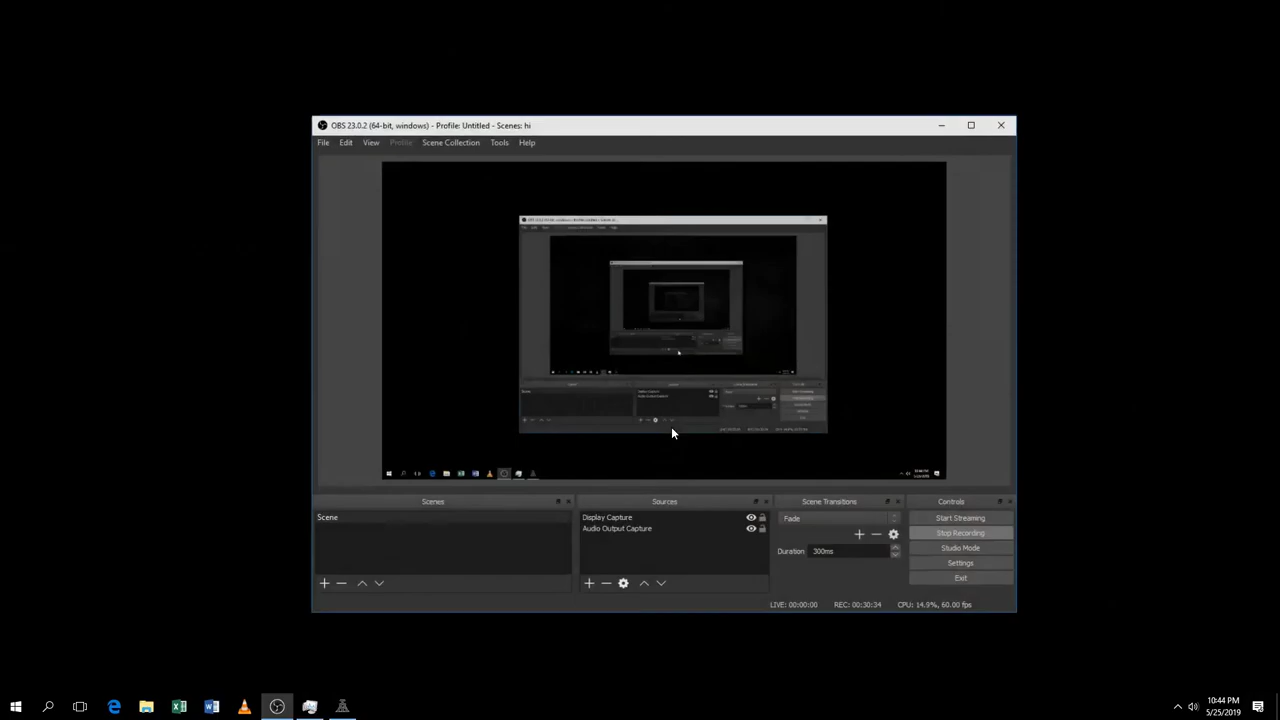 OBS 23.0.2 (64-bit, windows) - Profile: Untitled - Scenes: hi
File Edit View Profile Scene Collection Tools Help
Scenes Sources Scene Transitions Controls
Scene
Display Capture
Audio Output Capture
Fade
Duration 300ms
Start Streaming
Stop Recording
Studio Mode
Settings
Exit
LIVE: 00:00:00 REC: 00:30:34 CPU: 14.9%, 60.00 fps
10:44 PM
5/25/2019